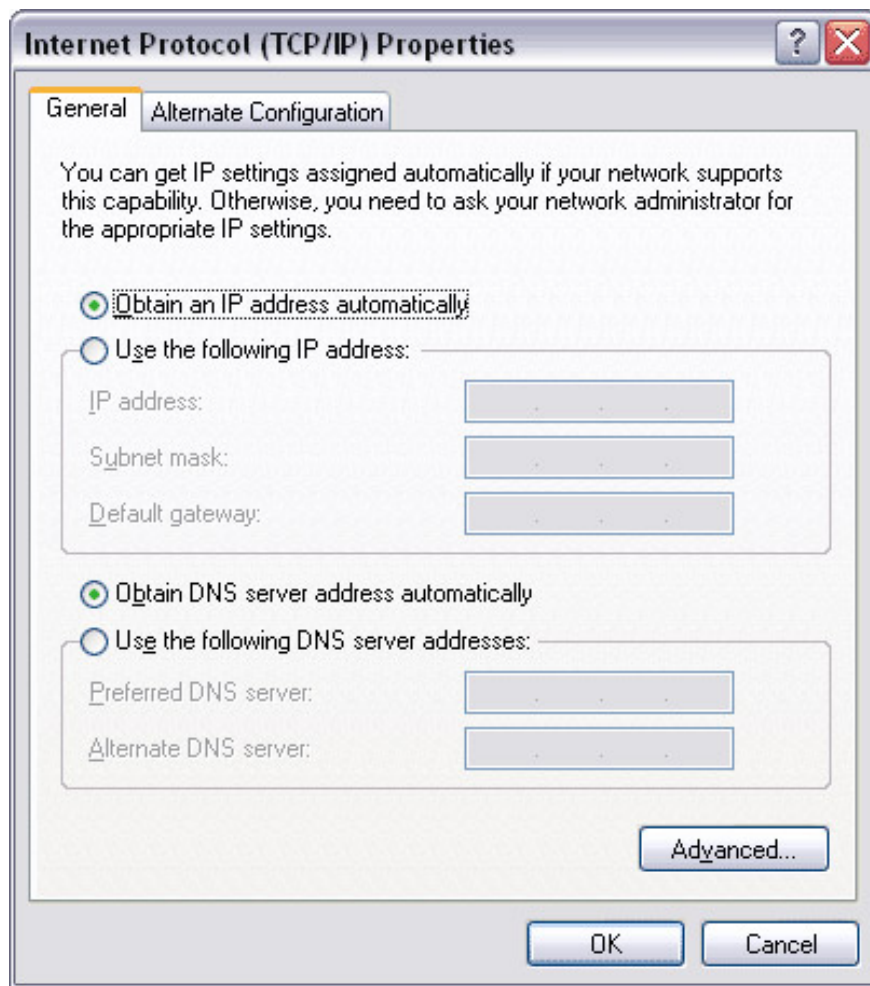 Internet Protocol (TCP/IP) Properties
General
Alternate Configuration
You can get IP settings assigned automatically if your network supports
this capability. Otherwise, you need to ask your network administrator for
the appropriate IP settings.
Obtain an IP address automatically
Use the following IP address:
IP address:
Subnet mask:
Default gateway:
Obtain DNS server address automatically
Use the following DNS server addresses:
Preferred DNS server:
Alternate DNS server:
Advanced...
OK
Cancel